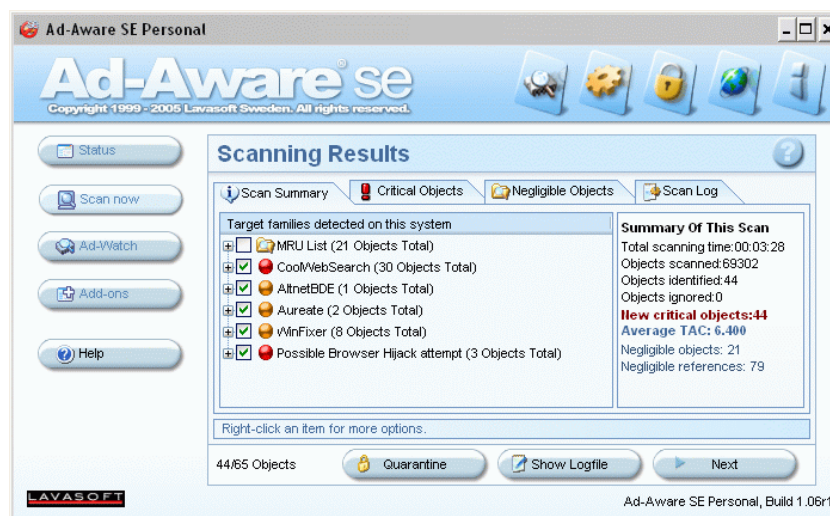 Ad-Aware SE Personal
Ad-Aware® SE
Copyright 1999 - 2005 Lavasoft Sweden. All rights reserved.
Status
Scan now
Ad-Watch
Add-ons
Help
LAVASOFT
Scanning Results
?
Scan Summary
Critical Objects
Negligible Objects
Scan Log
Target families detected on this system
MRU List (21 Objects Total)
CoolWebSearch (30 Objects Total)
AltnetBDE (1 Objects Total)
Aureate (2 Objects Total)
WinFixer (8 Objects Total)
Possible Browser Hijack attempt (3 Objects Total)
Summary Of This Scan
Total scanning time:00:03:28
Objects scanned:69302
Objects identified:44
Objects ignored:0
New critical objects:44
Average TAC: 6.400
Negligible objects: 21
Negligible references: 79
Right-click an item for more options.
44/65 Objects
Quarantine
Show Logfile
Next
Ad-Aware SE Personal, Build 1.06r1